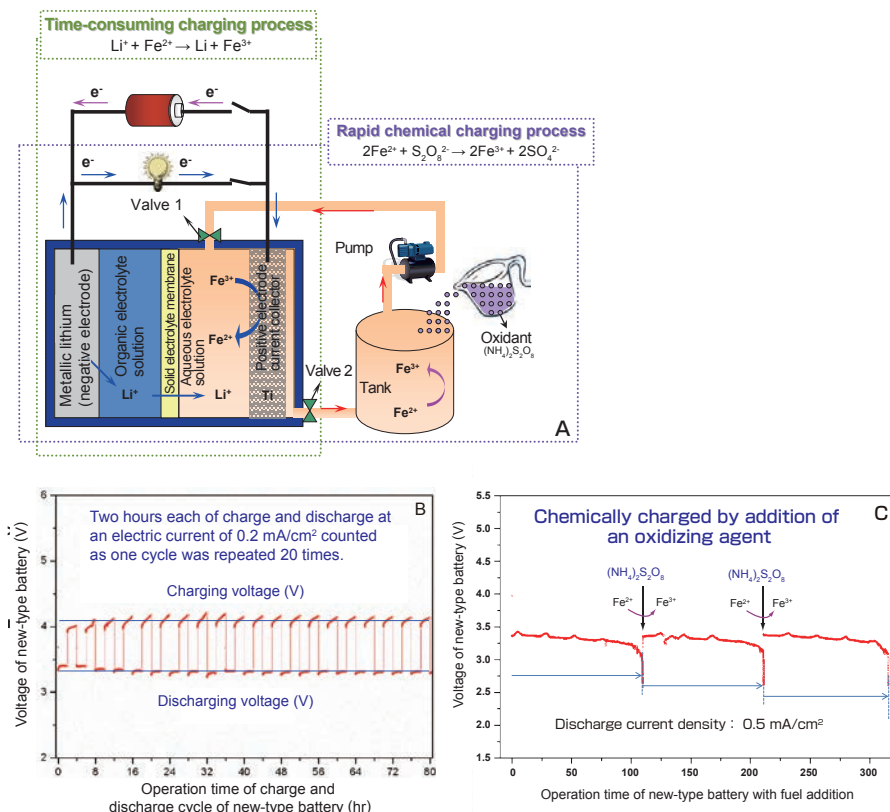 Time-consuming charging process
Li⁺ + Fe²⁺ → Li + Fe³⁺
e⁻
e⁻
Rapid chemical charging process
2Fe²⁺ + S₂O₈²⁻ → 2Fe³⁺ + 2SO₄²⁻
e⁻
e⁻
Valve 1
Pump
Metallic lithium
(negative electrode)
Organic electrolyte
solution
Solid electrolyte membrane
Aqueous electrolyte
solution
Positive electrode
current collector
Fe³⁺
Fe²⁺
Li⁺
Li⁺
Ti
Valve 2
Oxidant
(NH₄)₂S₂O₈
Tank
Fe³⁺
Fe²⁺
A
B
Voltage of new-type battery (V)
6
5
4
3
2
Two hours each of charge and discharge at
an electric current of 0.2 mA/cm² counted
as one cycle was repeated 20 times.
Charging voltage (V)
Discharging voltage (V)
0 8 16 24 32 40 48 56 64 72 80
Operation time of charge and
discharge cycle of new-type battery (hr)
C
Voltage of new-type battery (V)
5.5
5.0
4.5
4.0
3.5
3.0
2.5
2.0
1.5
Chemically charged by addition of
an oxidizing agent
(NH₄)₂S₂O₈
(NH₄)₂S₂O₈
Fe²⁺ Fe³⁺
Fe²⁺ Fe³⁺
Discharge current density : 0.5 mA/cm²
0 50 100 150 200 250 300
Operation time of new-type battery with fuel addition